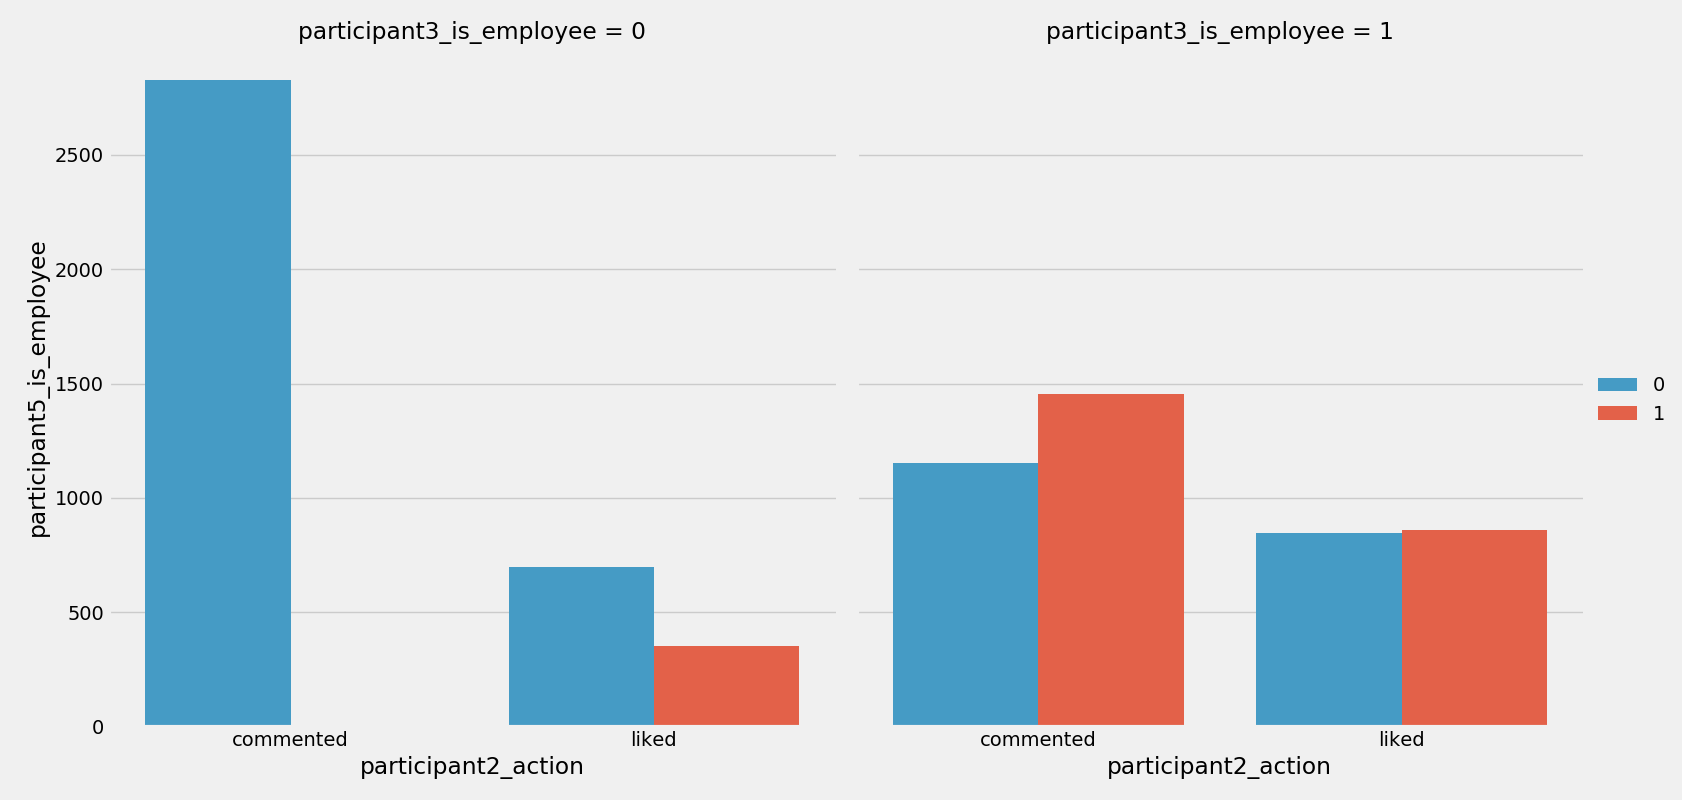 participant3_is_employee = 0
participant3_is_employee = 1
participant5_is_employee
2500
2000
1500
1000
500
0
commented
liked
commented
liked
participant2_action
participant2_action
0
1